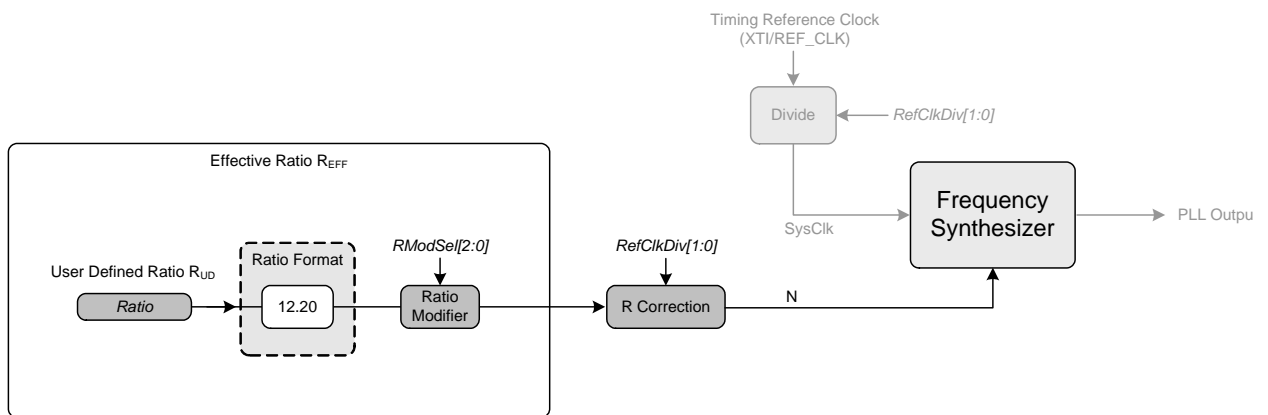 Timing Reference Clock
(XTI/REF_CLK)
Divide
RefClkDiv[1:0]
Effective Ratio REFF
Frequency
Synthesizer
PLL Outpu
SysClk
RModSel[2:0]
RefClkDiv[1:0]
User Defined Ratio RUD
Ratio Format
Ratio
12.20
Ratio
Modifier
R Correction
N